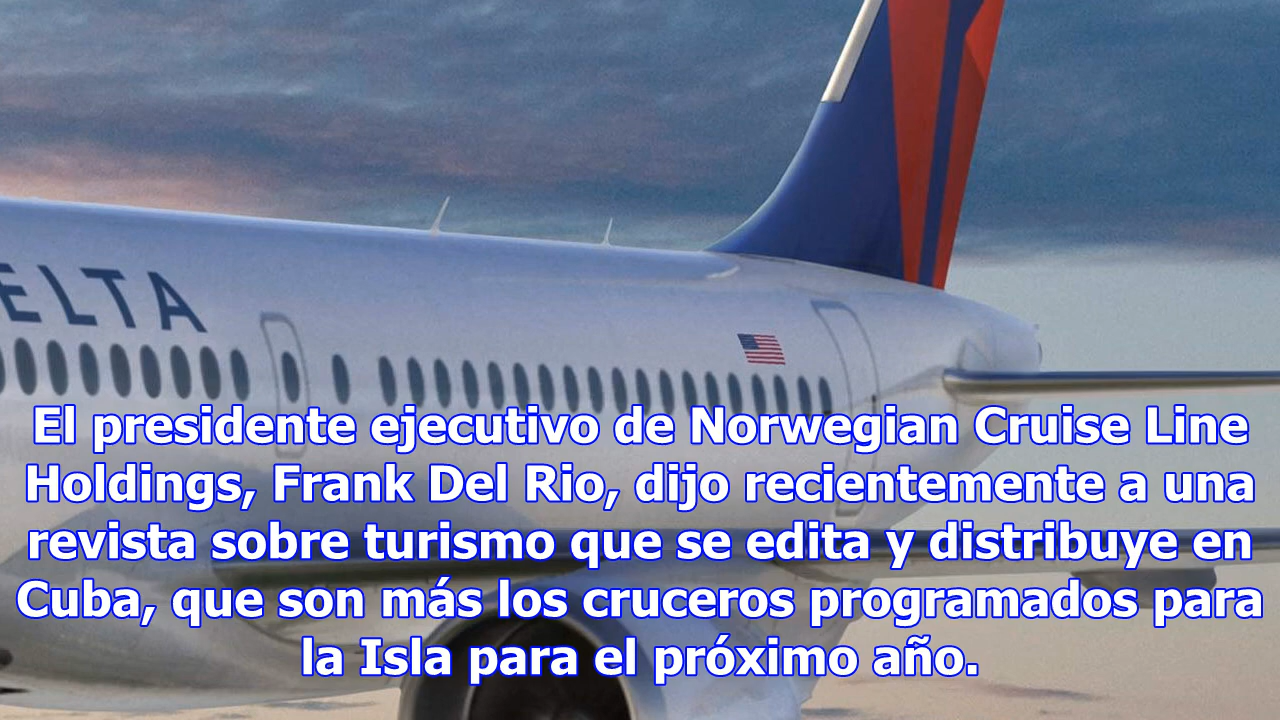 ELTA
El presidente ejecutivo de Norwegian Cruise Line
Holdings, Frank Del Rio, dijo recientemente a una
revista sobre turismo que se edita y distribuye en
Cuba, que son más los cruceros programados para
la Isla para el próximo año.